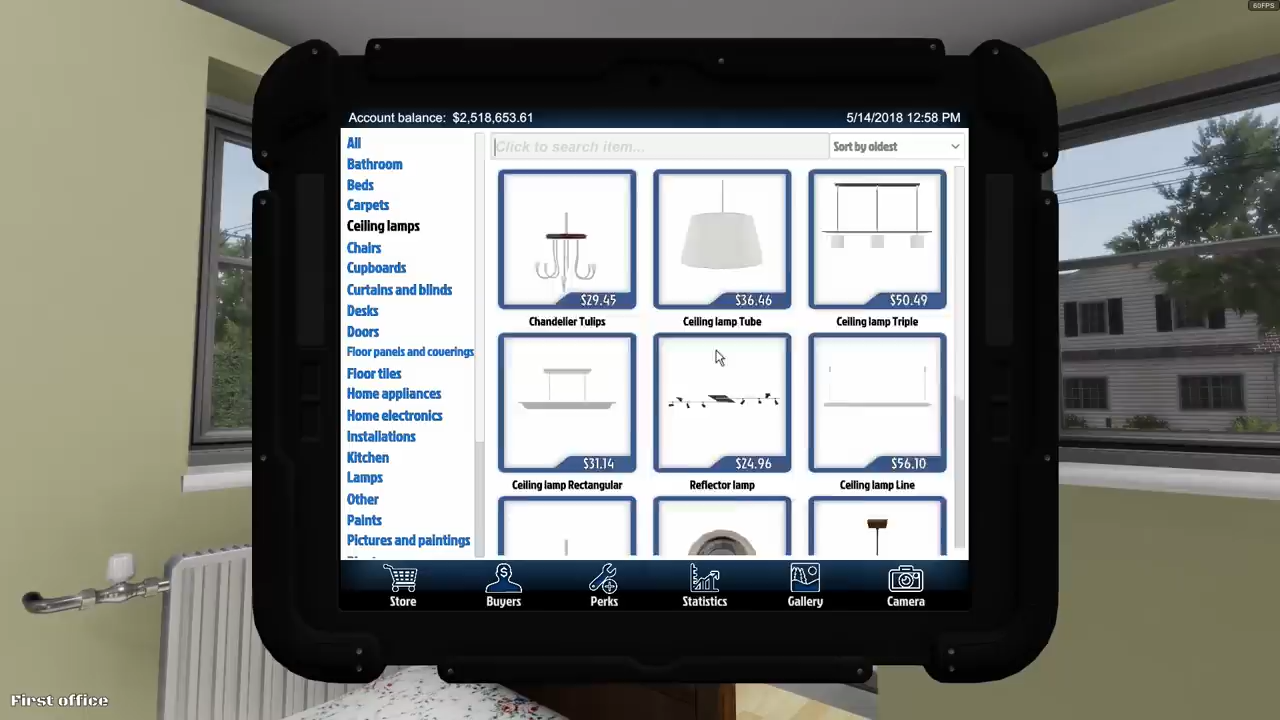 60FPS
Account balance: $2,518,653.61
5/14/2018 12:58 PM
All
Bathroom
Beds
Carpets
Ceiling lamps
Chairs
Cupboards
Curtains and blinds
Desks
Doors
Floor panels and coverings
Floor tiles
Home appliances
Home electronics
Installations
Kitchen
Lamps
Other
Paints
Pictures and paintings
Click to search item...
Sort by oldest
$29.45
$36.46
$50.49
Chandelier Tulips
Ceiling lamp Tube
Ceiling lamp Triple
$31.14
$24.96
$56.10
Ceiling lamp Rectangular
Reflector lamp
Ceiling lamp Line
Store
Buyers
Perks
Statistics
Gallery
Camera
First office